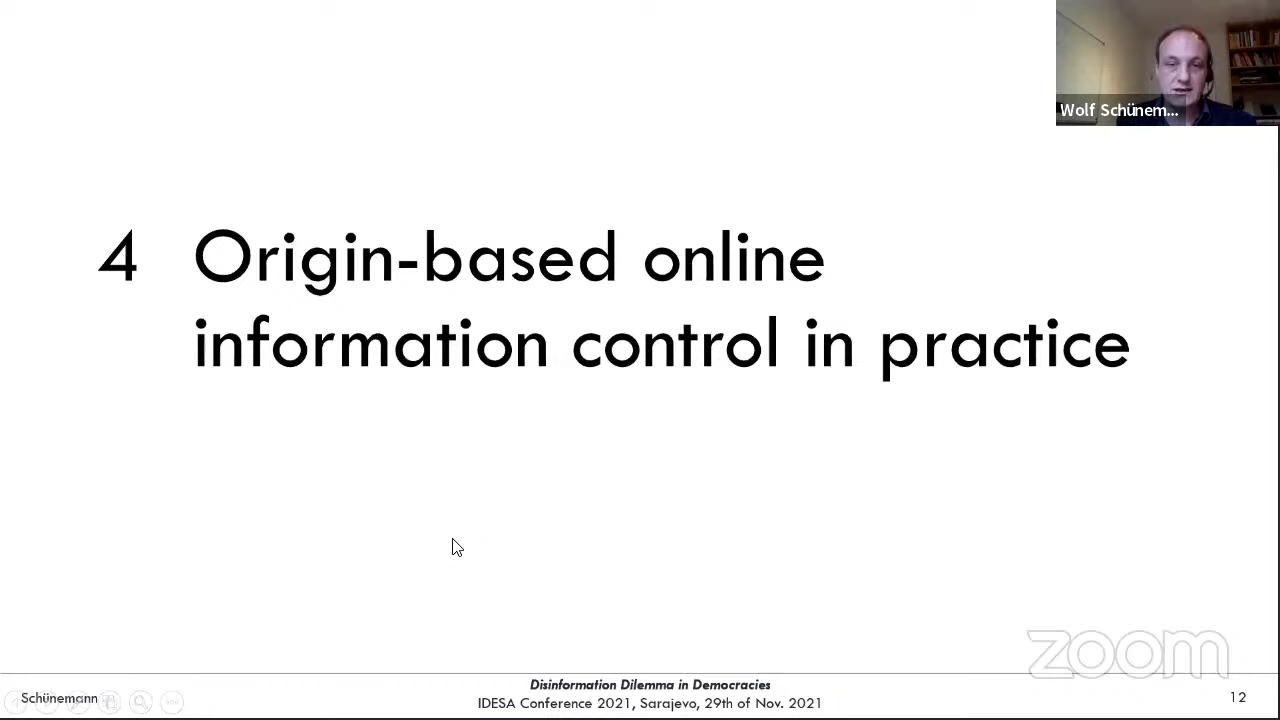 Wolf Schünem...
4 Origin-based online
information control in practice
zoom
Schünemann
Disinformation Dilemma in Democracies
IDESA Conference 2021, Sarajevo, 29th of Nov. 2021
12